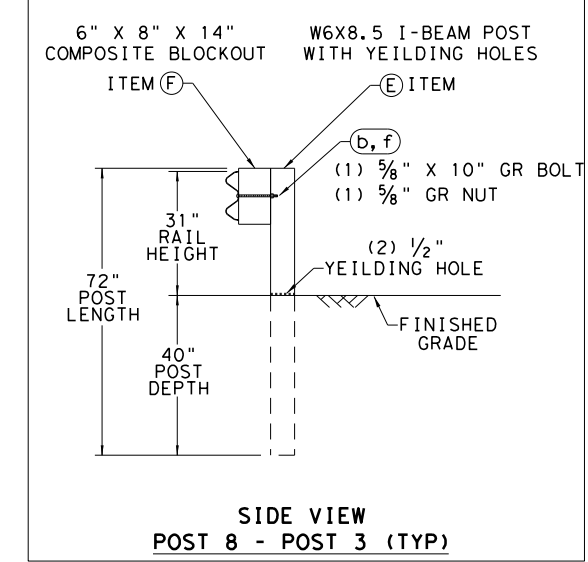 6" X 8" X 14"
COMPOSITE BLOCKOUT
ITEM F
W6X8.5 I-BEAM POST
WITH YEILDING HOLES
E ITEM
b, f
(1) 5/8" X 10" GR BOLT
(1) 5/8" GR NUT
31"
RAIL
HEIGHT
(2) 1/2"
YEILDING HOLE
72"
POST
LENGTH
FINISHED
GRADE
40"
POST
DEPTH
SIDE VIEW
POST 8 - POST 3 (TYP)